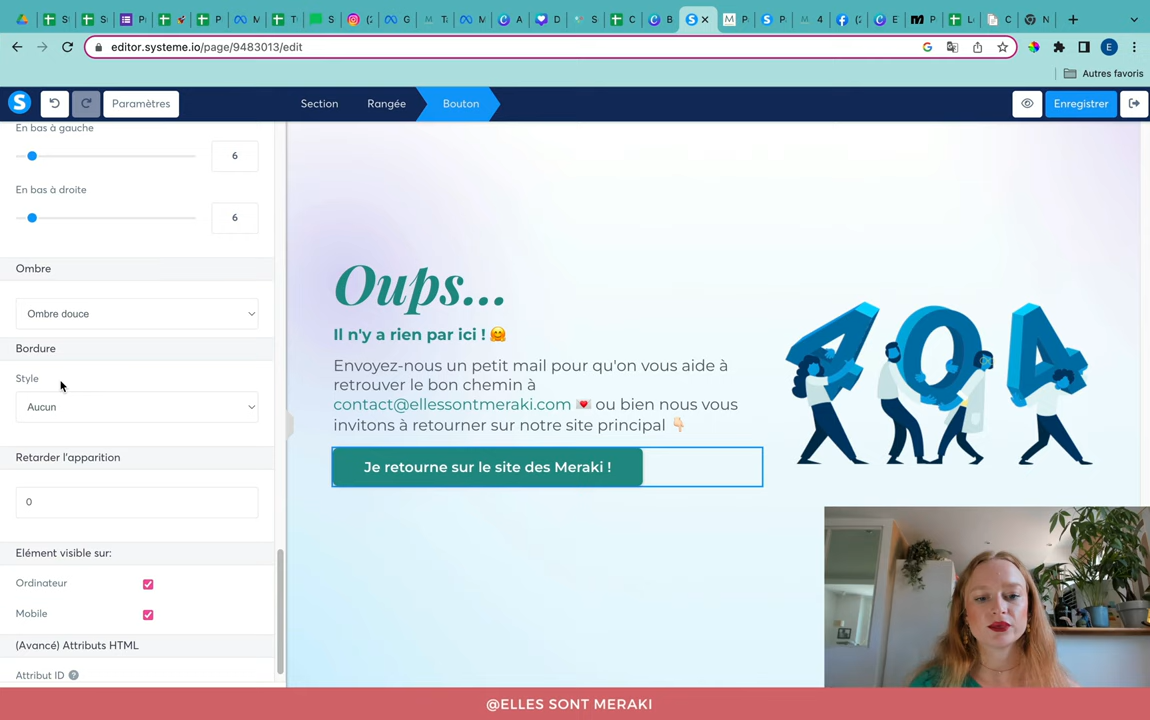 editor.systeme.io/page/9483013/edit
Autres favoris
Paramètres
Section
Rangée
Bouton
Enregistrer
En bas à gauche
6
En bas à droite
6
Ombre
Ombre douce
Bordure
Style
Aucun
Retarder l'apparition
0
Elément visible sur:
Ordinateur
Mobile
(Avancé) Attributs HTML
Attribut ID
Oups...
Il n'y a rien par ici ! 🤗
Envoyez-nous un petit mail pour qu'on vous aide à
retrouver le bon chemin à
contact@ellessontmeraki.com 💌 ou bien nous vous
invitons à retourner sur notre site principal 👇🏻
Je retourne sur le site des Meraki !
404
@ELLES SONT MERAKI